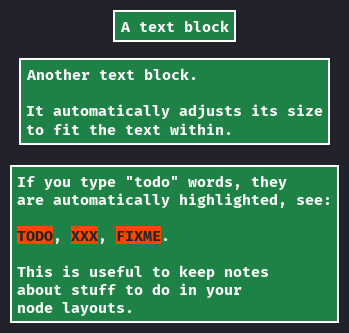 A text block
Another text block.
It automatically adjusts its size
to fit the text within.
If you type "todo" words, they
are automatically highlighted, see:
TODO, XXX, FIXME.
This is useful to keep notes
about stuff to do in your
node layouts.